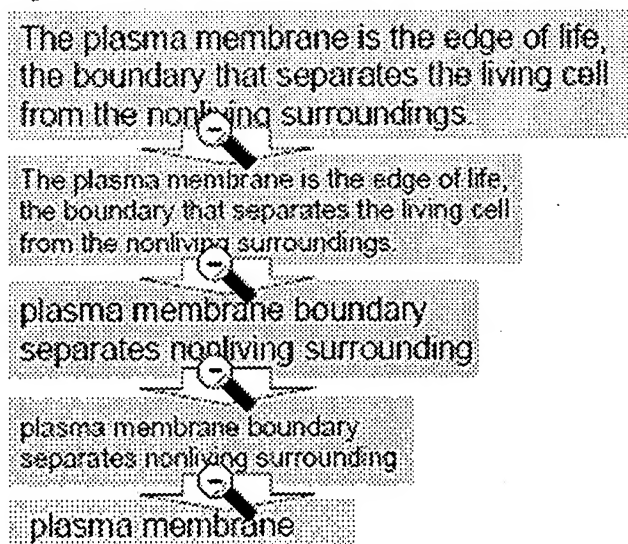 The plasma membrane is the edge of life,
the boundary that separates the living cell
from the nonliving surroundings.
The plasma membrane is the edge of life,
the boundary that separates the living cell
from the nonliving surroundings.
plasma membrane boundary
separates nonliving surrounding
plasma membrane boundary
separates nonliving surrounding
plasma membrane